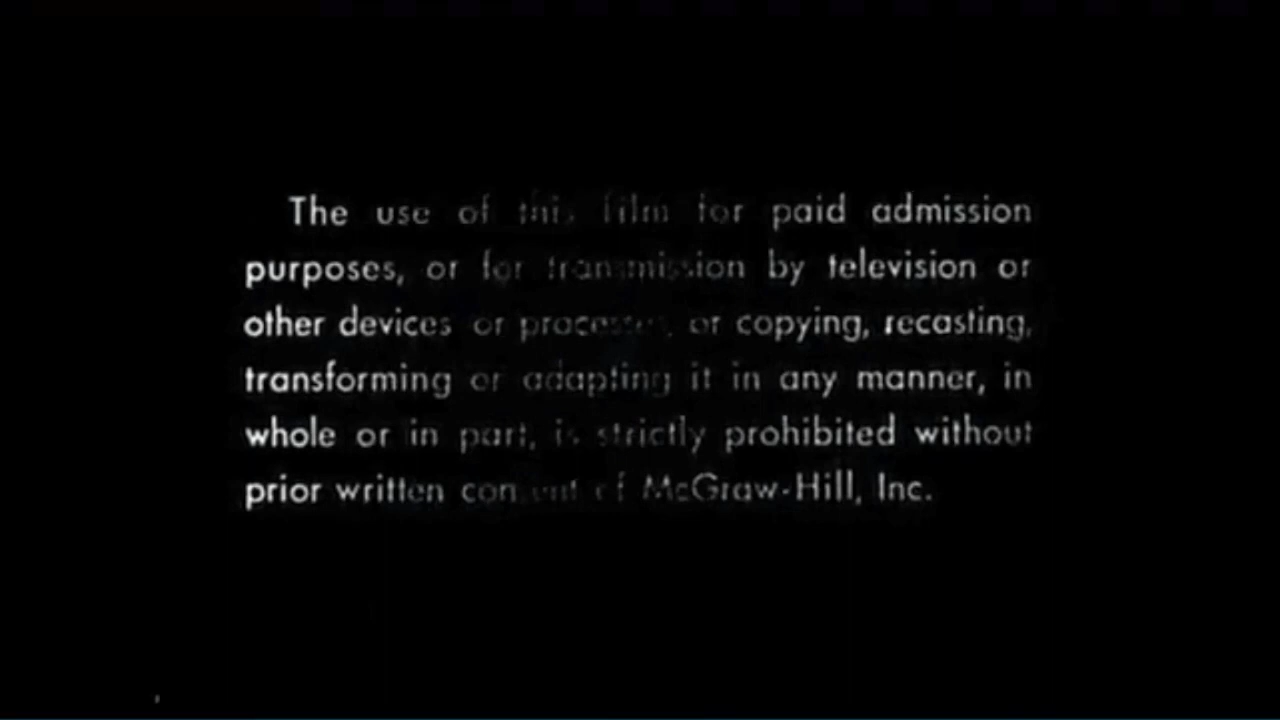 The use of this film for paid admission
purposes, or for transmission by television or
other devices or processes, or copying, recasting,
transforming or adapting it in any manner, in
whole or in part, is strictly prohibited without
prior written consent of McGraw-Hill, Inc.